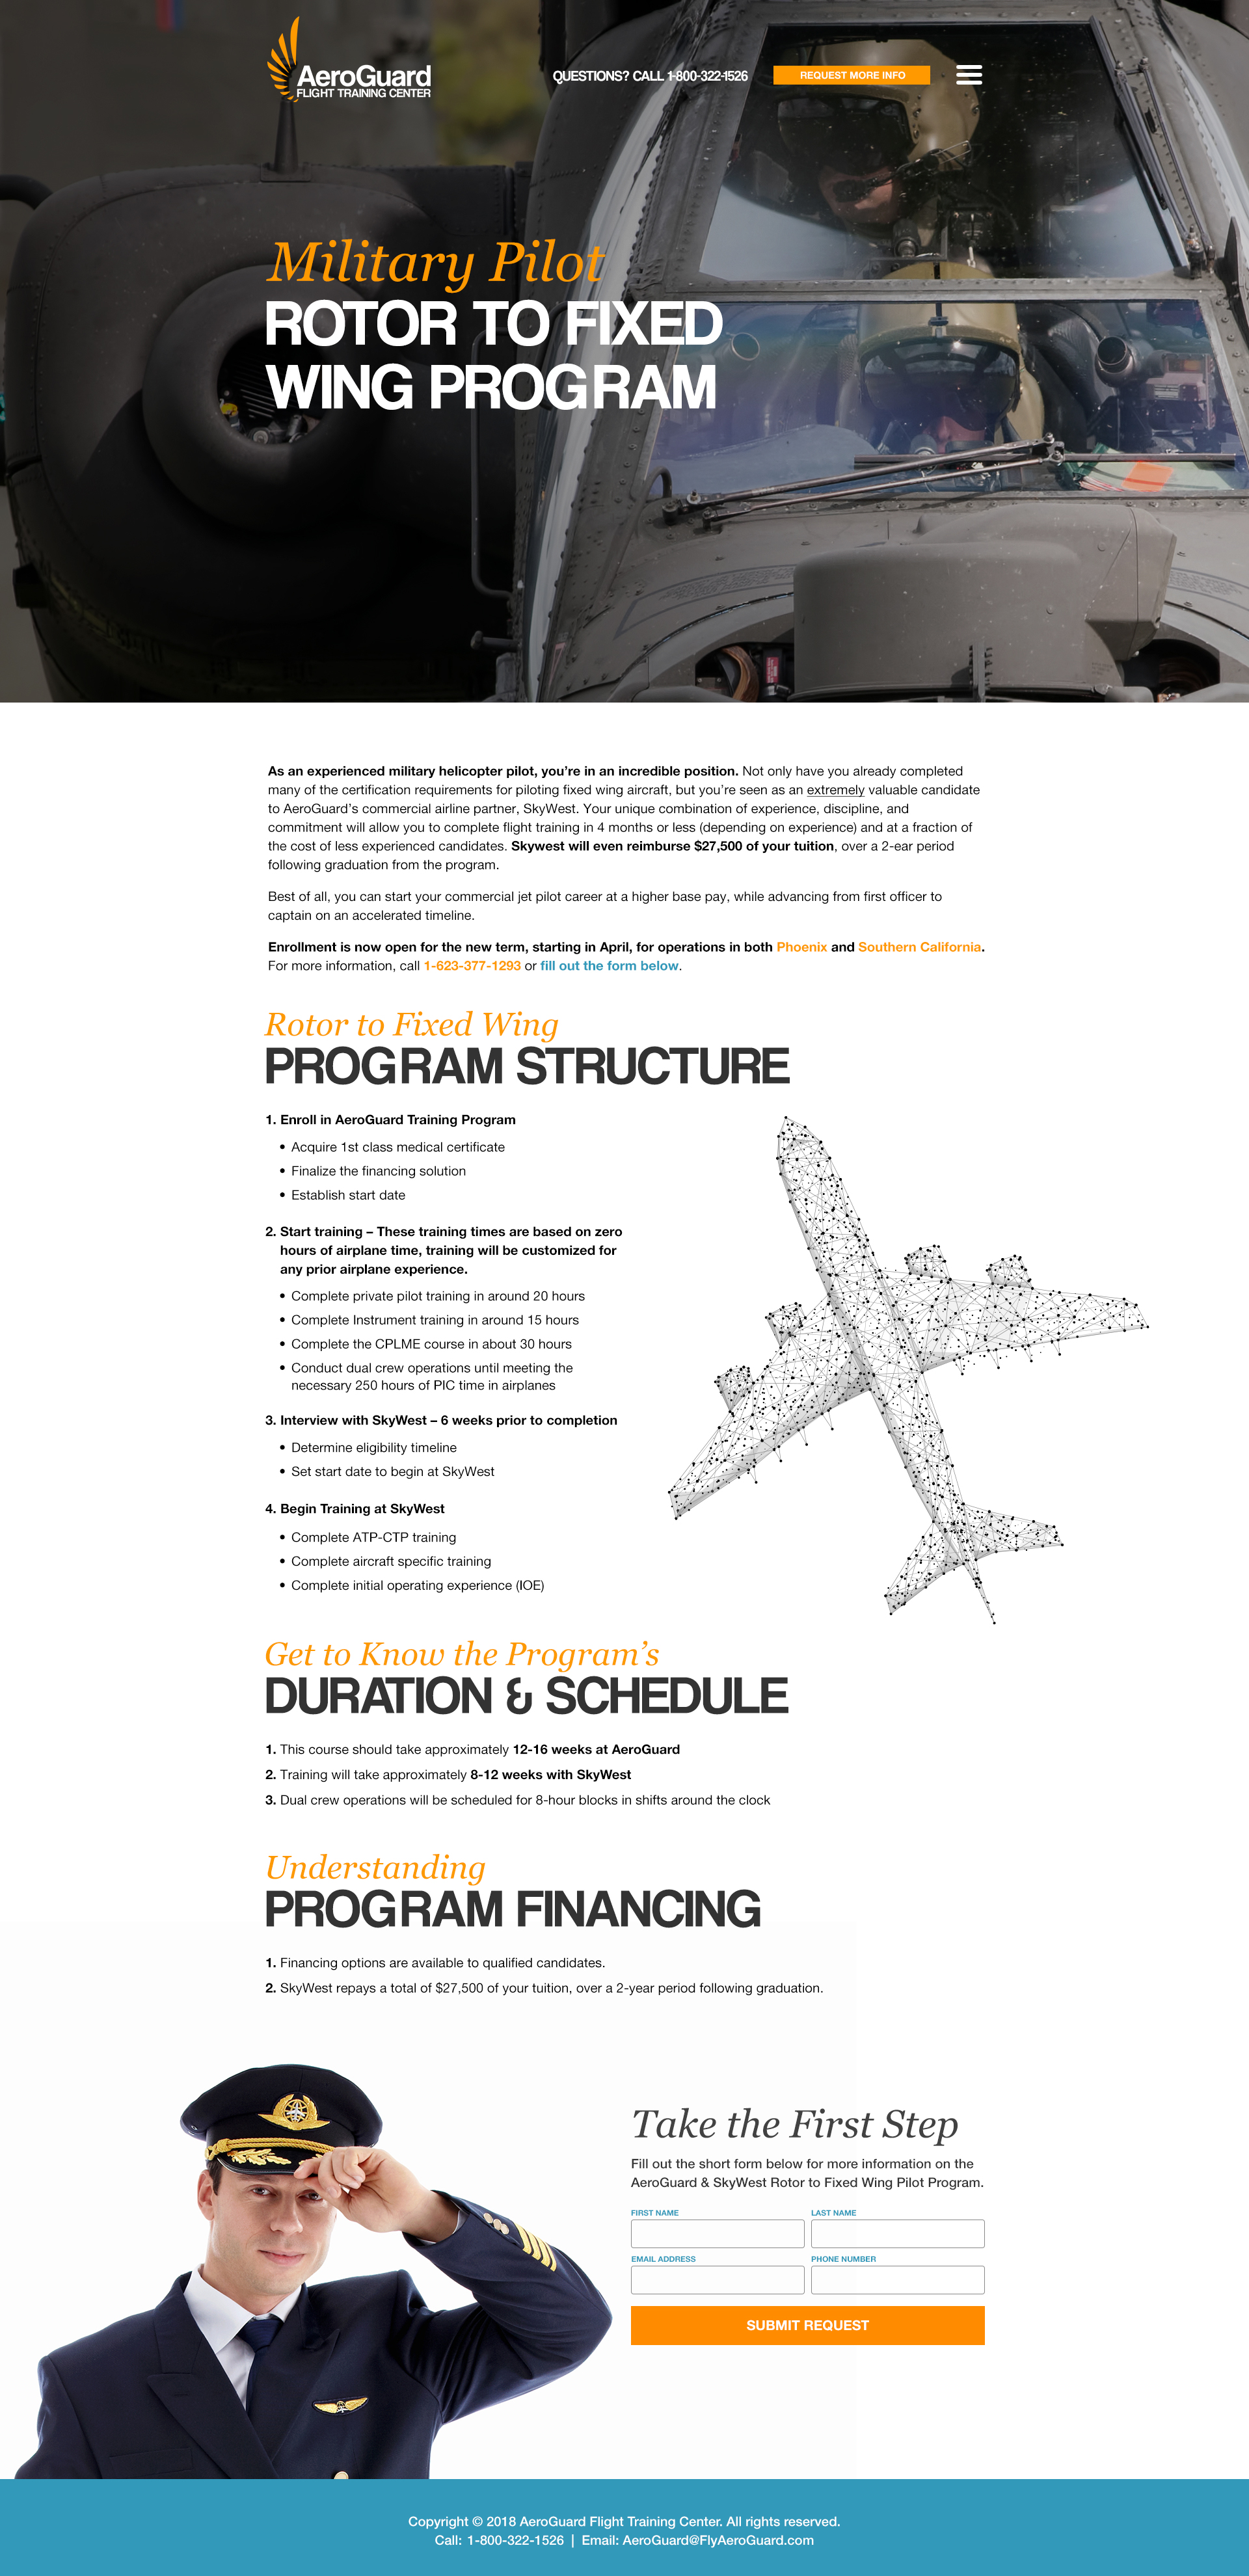 AeroGuard
FLIGHT TRAINING CENTER
QUESTIONS? CALL 1-800-322-1526
REQUEST MORE INFO
Military Pilot
ROTOR TO FIXED
WING PROGRAM
As an experienced military helicopter pilot, you’re in an incredible position. Not only have you already completed
many of the certification requirements for piloting fixed wing aircraft, but you’re seen as an extremely valuable candidate
to AeroGuard’s commercial airline partner, SkyWest. Your unique combination of experience, discipline, and
commitment will allow you to complete flight training in 4 months or less (depending on experience) and at a fraction of
the cost of less experienced candidates. Skywest will even reimburse $27,500 of your tuition, over a 2-ear period
following graduation from the program.
Best of all, you can start your commercial jet pilot career at a higher base pay, while advancing from first officer to
captain on an accelerated timeline.
Enrollment is now open for the new term, starting in April, for operations in both Phoenix and Southern California.
For more information, call 1-623-377-1293 or fill out the form below.
Rotor to Fixed Wing
PROGRAM STRUCTURE
1. Enroll in AeroGuard Training Program
• Acquire 1st class medical certificate
• Finalize the financing solution
• Establish start date
2. Start training – These training times are based on zero
hours of airplane time, training will be customized for
any prior airplane experience.
• Complete private pilot training in around 20 hours
• Complete Instrument training in around 15 hours
• Complete the CPLME course in about 30 hours
• Conduct dual crew operations until meeting the
necessary 250 hours of PIC time in airplanes
3. Interview with SkyWest – 6 weeks prior to completion
• Determine eligibility timeline
• Set start date to begin at SkyWest
4. Begin Training at SkyWest
• Complete ATP-CTP training
• Complete aircraft specific training
• Complete initial operating experience (IOE)
Get to Know the Program’s
DURATION & SCHEDULE
1. This course should take approximately 12-16 weeks at AeroGuard
2. Training will take approximately 8-12 weeks with SkyWest
3. Dual crew operations will be scheduled for 8-hour blocks in shifts around the clock
Understanding
PROGRAM FINANCING
1. Financing options are available to qualified candidates.
2. SkyWest repays a total of $27,500 of your tuition, over a 2-year period following graduation.
Take the First Step
Fill out the short form below for more information on the
AeroGuard & SkyWest Rotor to Fixed Wing Pilot Program.
FIRST NAME LAST NAME
EMAIL ADDRESS PHONE NUMBER
SUBMIT REQUEST
Copyright © 2018 AeroGuard Flight Training Center. All rights reserved.
Call: 1-800-322-1526 | Email: AeroGuard@FlyAeroGuard.com